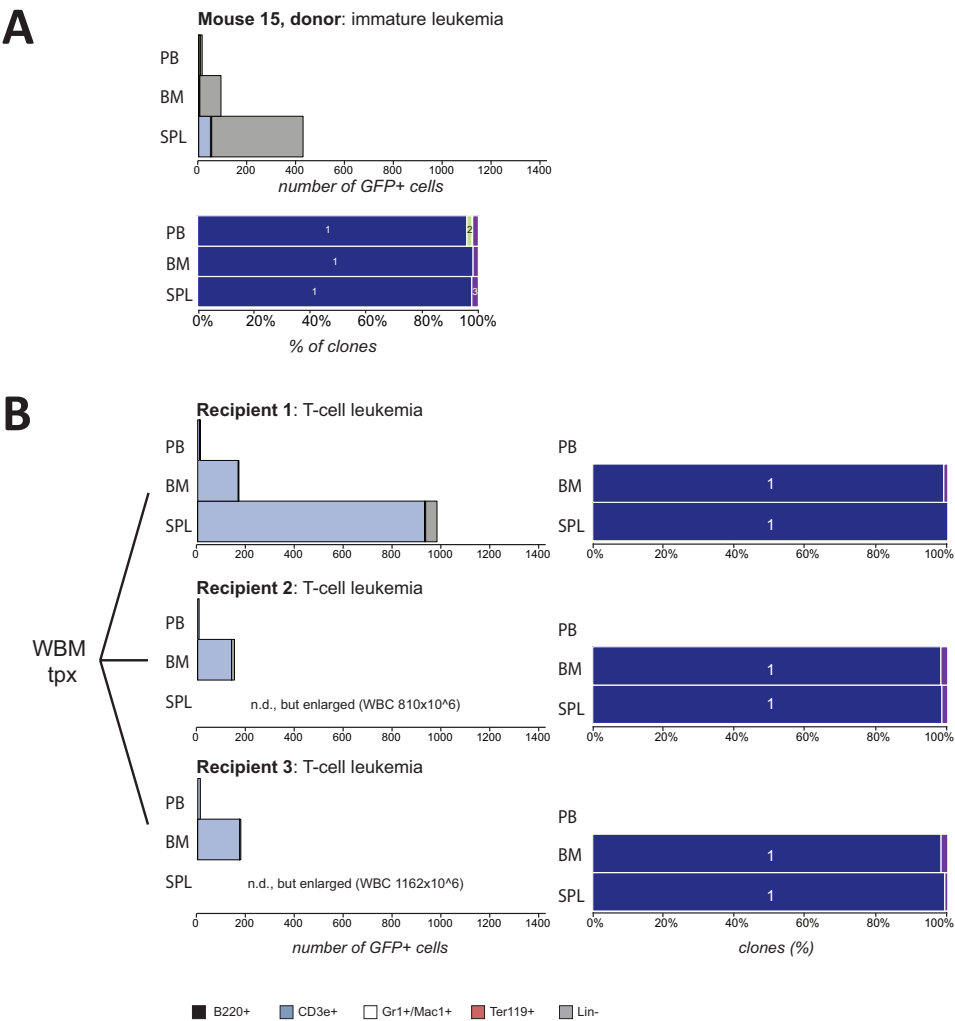 A
Mouse 15, donor: immature leukemia
PB
BM
SPL
0 200 400 600 800 1000 1200 1400
number of GFP+ cells
PB 1 2
BM 1
SPL 1 3
0% 20% 40% 60% 80% 100%
% of clones
B
WBM
tpx
Recipient 1: T-cell leukemia
PB
BM
SPL
0 200 400 600 800 1000 1200 1400
PB
BM 1
SPL 1
0% 20% 40% 60% 80% 100%
Recipient 2: T-cell leukemia
PB
BM
SPL n.d., but enlarged (WBC 810x10^6)
0 200 400 600 800 1000 1200 1400
PB
BM 1
SPL 1
0% 20% 40% 60% 80% 100%
Recipient 3: T-cell leukemia
PB
BM
SPL n.d., but enlarged (WBC 1162x10^6)
0 200 400 600 800 1000 1200 1400
number of GFP+ cells
PB
BM 1
SPL 1
0% 20% 40% 60% 80% 100%
clones (%)
B220+ CD3e+ Gr1+/Mac1+ Ter119+ Lin-